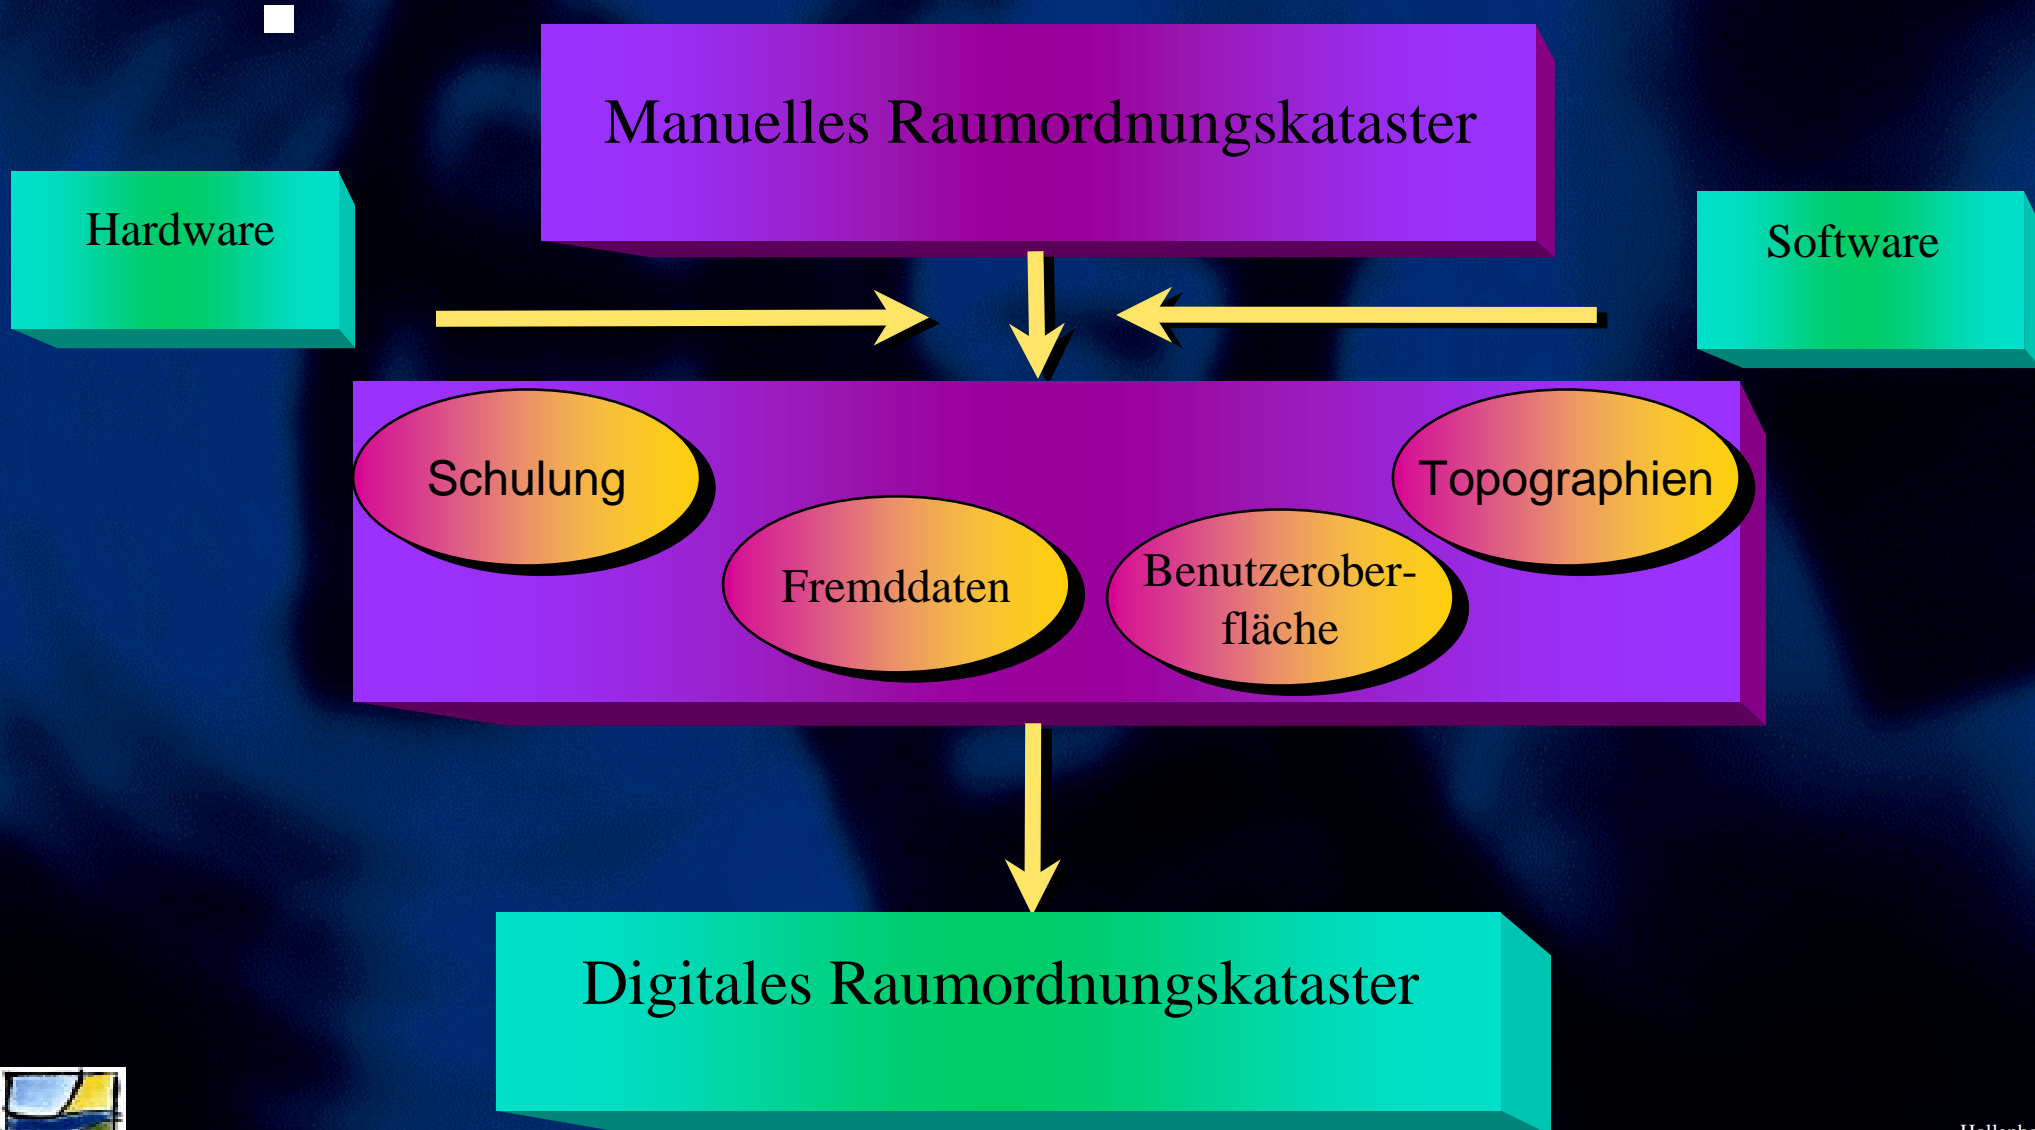 Manuelles Raumordnungskataster
Hardware
Software
Schulung
Topographien
Fremddaten
Benutzerober-
fläche
Digitales Raumordnungskataster